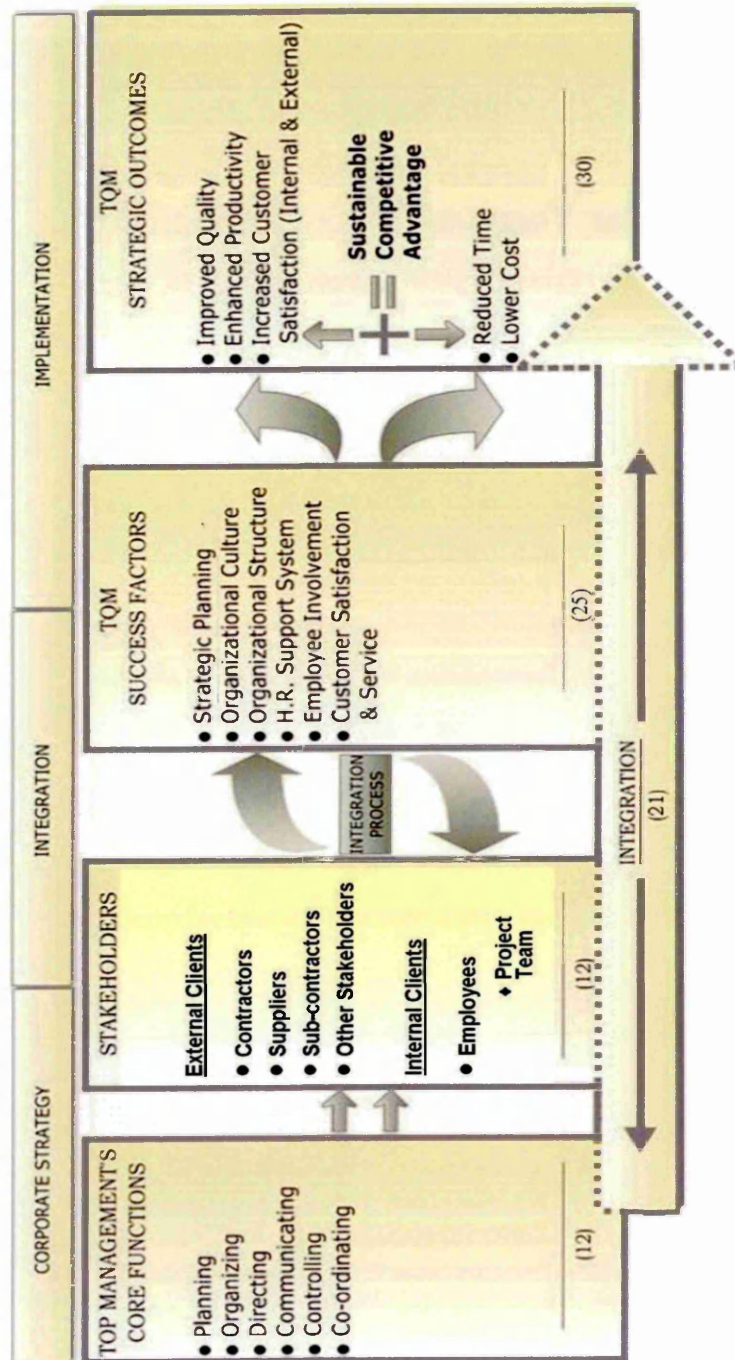 CORPORATE STRATEGY
INTEGRATION
IMPLEMENTATION
TOP MANAGEMENT'S
CORE FUNCTIONS
● Planning
● Organizing
● Directing
● Communicating
● Controlling
● Co-ordinating
(12)
STAKEHOLDERS
External Clients
● Contractors
● Suppliers
● Sub-contractors
● Other Stakeholders
Internal Clients
● Employees
♦ Project
Team
(12)
INTEGRATION
PROCESS
TQM
SUCCESS FACTORS
● Strategic Planning
● Organizational Culture
● Organizational Structure
● H.R. Support System
● Employee Involvement
● Customer Satisfaction
& Service
(25)
TQM
STRATEGIC OUTCOMES
● Improved Quality
● Enhanced Productivity
● Increased Customer
Satisfaction (Internal & External)
+ =
Sustainable
Competitive
Advantage
● Reduced Time
● Lower Cost
(30)
INTEGRATION
(21)